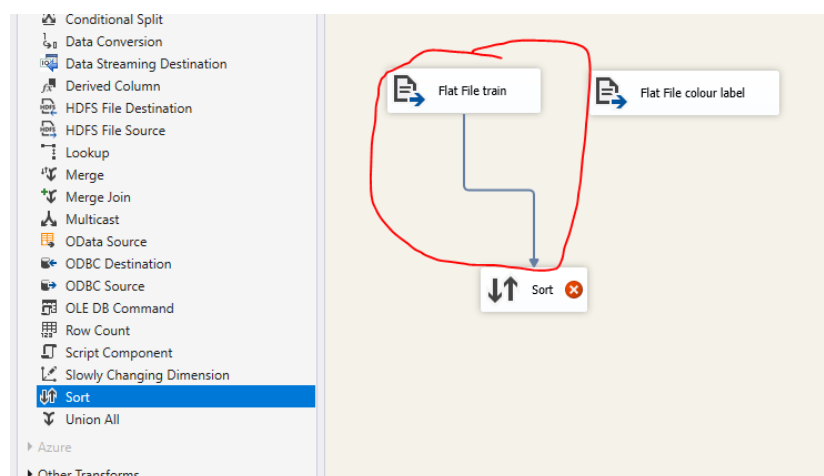 Conditional Split
Data Conversion
Data Streaming Destination
Derived Column
HDFS File Destination
HDFS File Source
Lookup
Merge
Merge Join
Multicast
OData Source
ODBC Destination
ODBC Source
OLE DB Command
Row Count
Script Component
Slowly Changing Dimension
Sort
Union All
Azure
Other Transforms
Flat File train
Flat File colour label
Sort